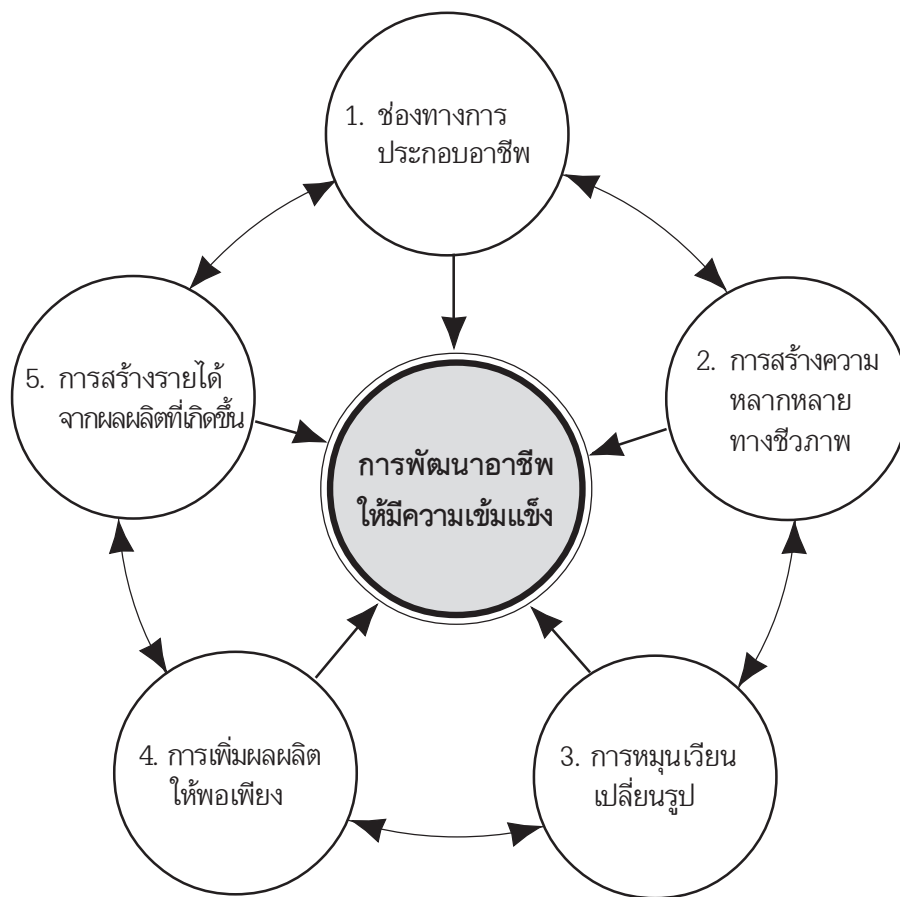 1. ช่องทางการ
ประกอบอาชีพ
2. การสร้างความ
หลากหลาย
ทางชีวภาพ
3. การหมุนเวียน
เปลี่ยนรูป
4. การเพิ่มผลผลิต
ให้พอเพียง
5. การสร้างรายได้
จากผลผลิตที่เกิดขึ้น
การพัฒนาอาชีพ
ให้มีความเข้มแข็ง